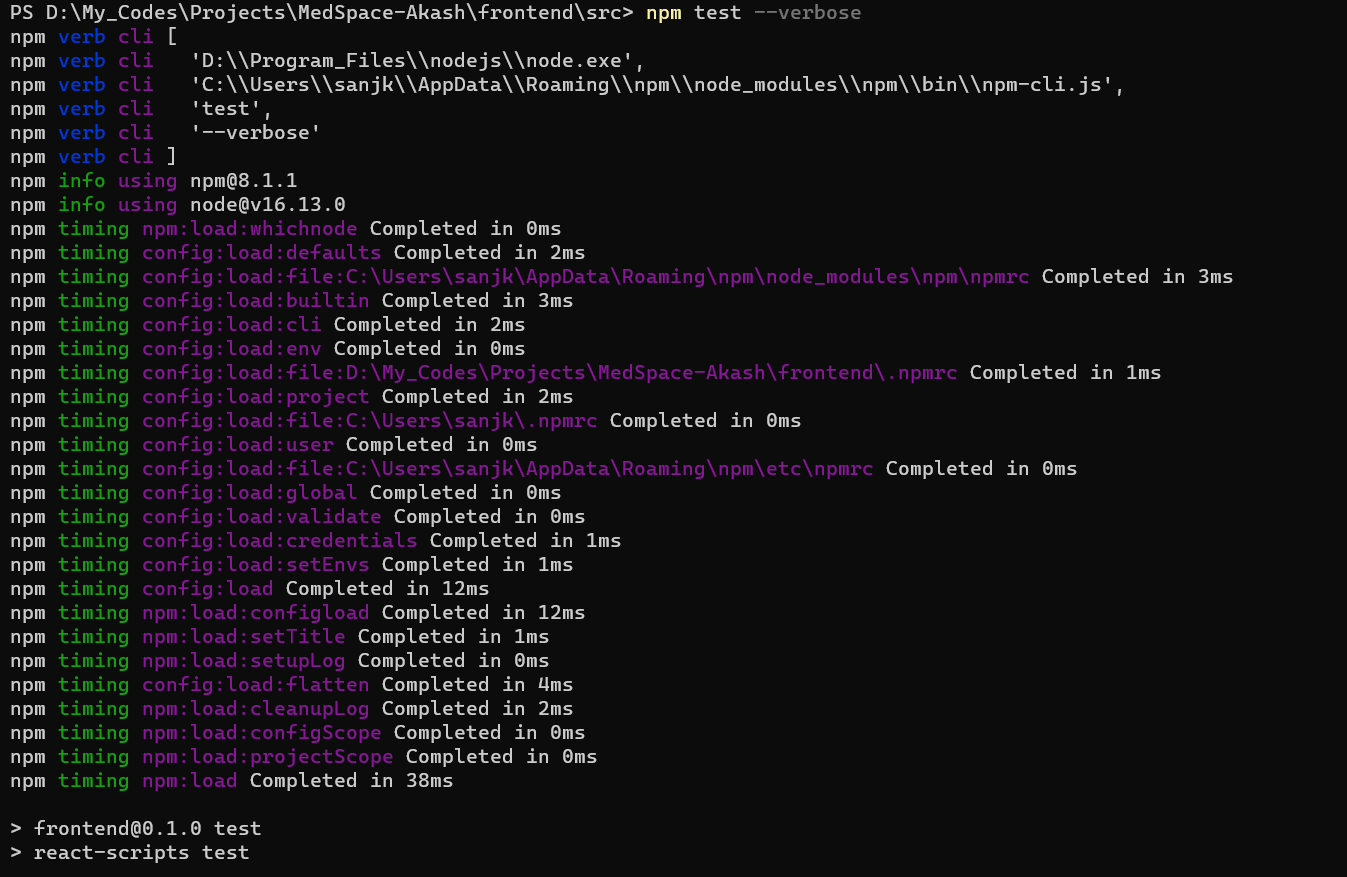 PS D:\My_Codes\Projects\MedSpace-Akash\frontend\src> npm test --verbose
npm verb cli [
npm verb cli   'D:\\Program_Files\\nodejs\\node.exe',
npm verb cli   'C:\\Users\\sanjk\\AppData\\Roaming\\npm\\node_modules\\npm\\bin\\npm-cli.js',
npm verb cli   'test',
npm verb cli   '--verbose'
npm verb cli ]
npm info using npm@8.1.1
npm info using node@v16.13.0
npm timing npm:load:whichnode Completed in 0ms
npm timing config:load:defaults Completed in 2ms
npm timing config:load:file:C:\Users\sanjk\AppData\Roaming\npm\node_modules\npm\npmrc Completed in 3ms
npm timing config:load:builtin Completed in 3ms
npm timing config:load:cli Completed in 2ms
npm timing config:load:env Completed in 0ms
npm timing config:load:file:D:\My_Codes\Projects\MedSpace-Akash\frontend\.npmrc Completed in 1ms
npm timing config:load:project Completed in 2ms
npm timing config:load:file:C:\Users\sanjk\.npmrc Completed in 0ms
npm timing config:load:user Completed in 0ms
npm timing config:load:file:C:\Users\sanjk\AppData\Roaming\npm\etc\npmrc Completed in 0ms
npm timing config:load:global Completed in 0ms
npm timing config:load:validate Completed in 0ms
npm timing config:load:credentials Completed in 1ms
npm timing config:load:setEnvs Completed in 1ms
npm timing config:load Completed in 12ms
npm timing npm:load:configload Completed in 12ms
npm timing npm:load:setTitle Completed in 1ms
npm timing npm:load:setupLog Completed in 0ms
npm timing config:load:flatten Completed in 4ms
npm timing npm:load:cleanupLog Completed in 2ms
npm timing npm:load:configScope Completed in 0ms
npm timing npm:load:projectScope Completed in 0ms
npm timing npm:load Completed in 38ms
> frontend@0.1.0 test
> react-scripts test